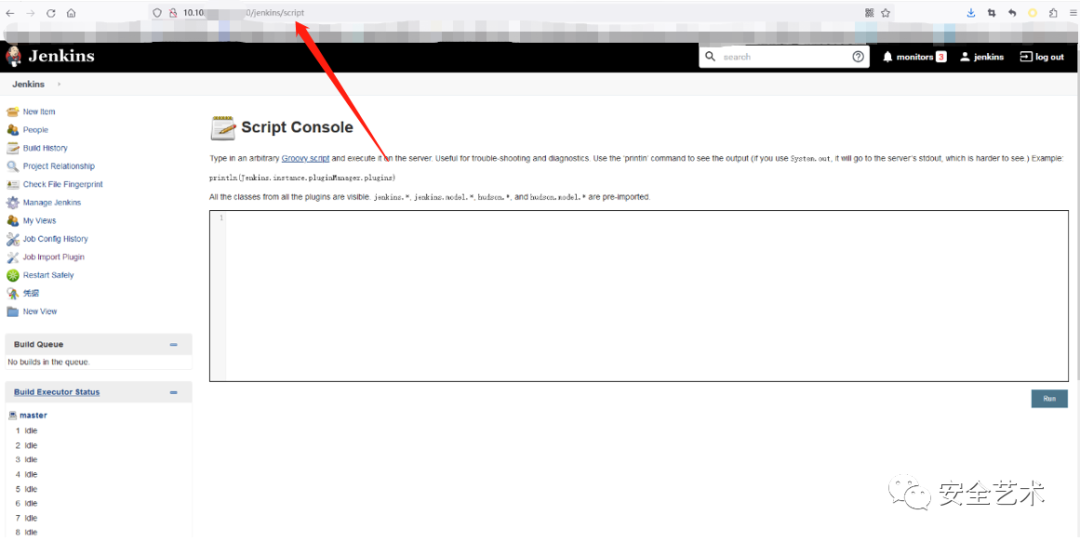 10.10 0/jenkins/script
Jenkins
search
monitors 3
jenkins
log out
Jenkins
New Item
People
Build History
Project Relationship
Check File Fingerprint
Manage Jenkins
My Views
Job Config History
Job Import Plugin
Restart Safely
凭据
New View
Build Queue
No builds in the queue.
Build Executor Status
master
1 Idle
2 Idle
3 Idle
4 Idle
5 Idle
6 Idle
7 Idle
8 Idle
Script Console
Type in an arbitrary Groovy script and execute it on the server. Useful for trouble-shooting and diagnostics. Use the 'println' command to see the output (if you use System.out, it will go to the server's stdout, which is harder to see.) Example:
println(Jenkins.instance.pluginManager.plugins)
All the classes from all the plugins are visible. jenkins.*, jenkins.model.*, hudson.*, and hudson.model.* are pre-imported.
1
Run
安全艺术